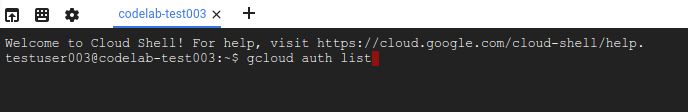 codelab-test003
Welcome to Cloud Shell! For help, visit https://cloud.google.com/cloud-shell/help.
testuser003@codelab-test003:~$ gcloud auth list